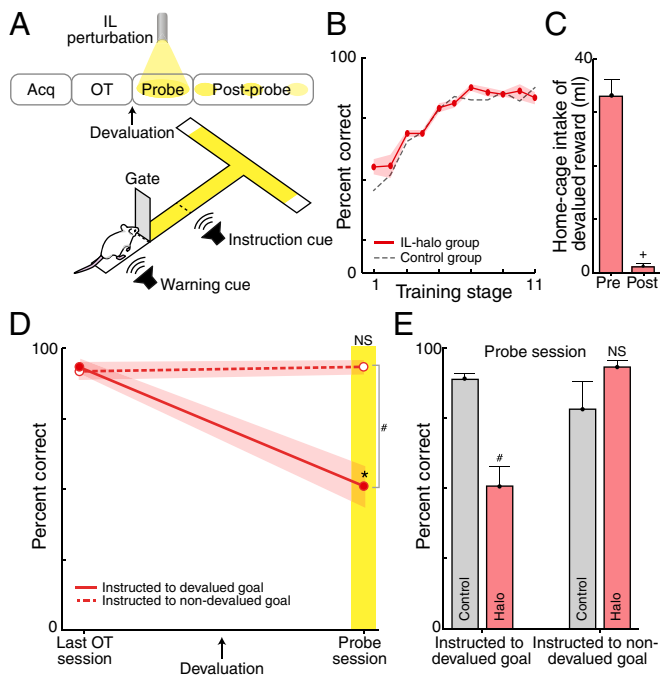 A
IL
perturbation
Acq
OT
Probe
Post-probe
Devaluation
Gate
Instruction cue
Warning cue
B
100
Percent correct
0
IL-halo group
Control group
1
Training stage
11
C
40
Home-cage intake of
devalued reward (ml)
0
+
Pre
Post
D
100
Percent correct
0
NS
#
*
Instructed to devalued goal
Instructed to non-devalued goal
Last OT
session
Devaluation
Probe
session
E
100
Percent correct
0
Probe session
#
NS
Control
Halo
Control
Halo
Instructed to
devalued goal
Instructed to non-
devalued goal